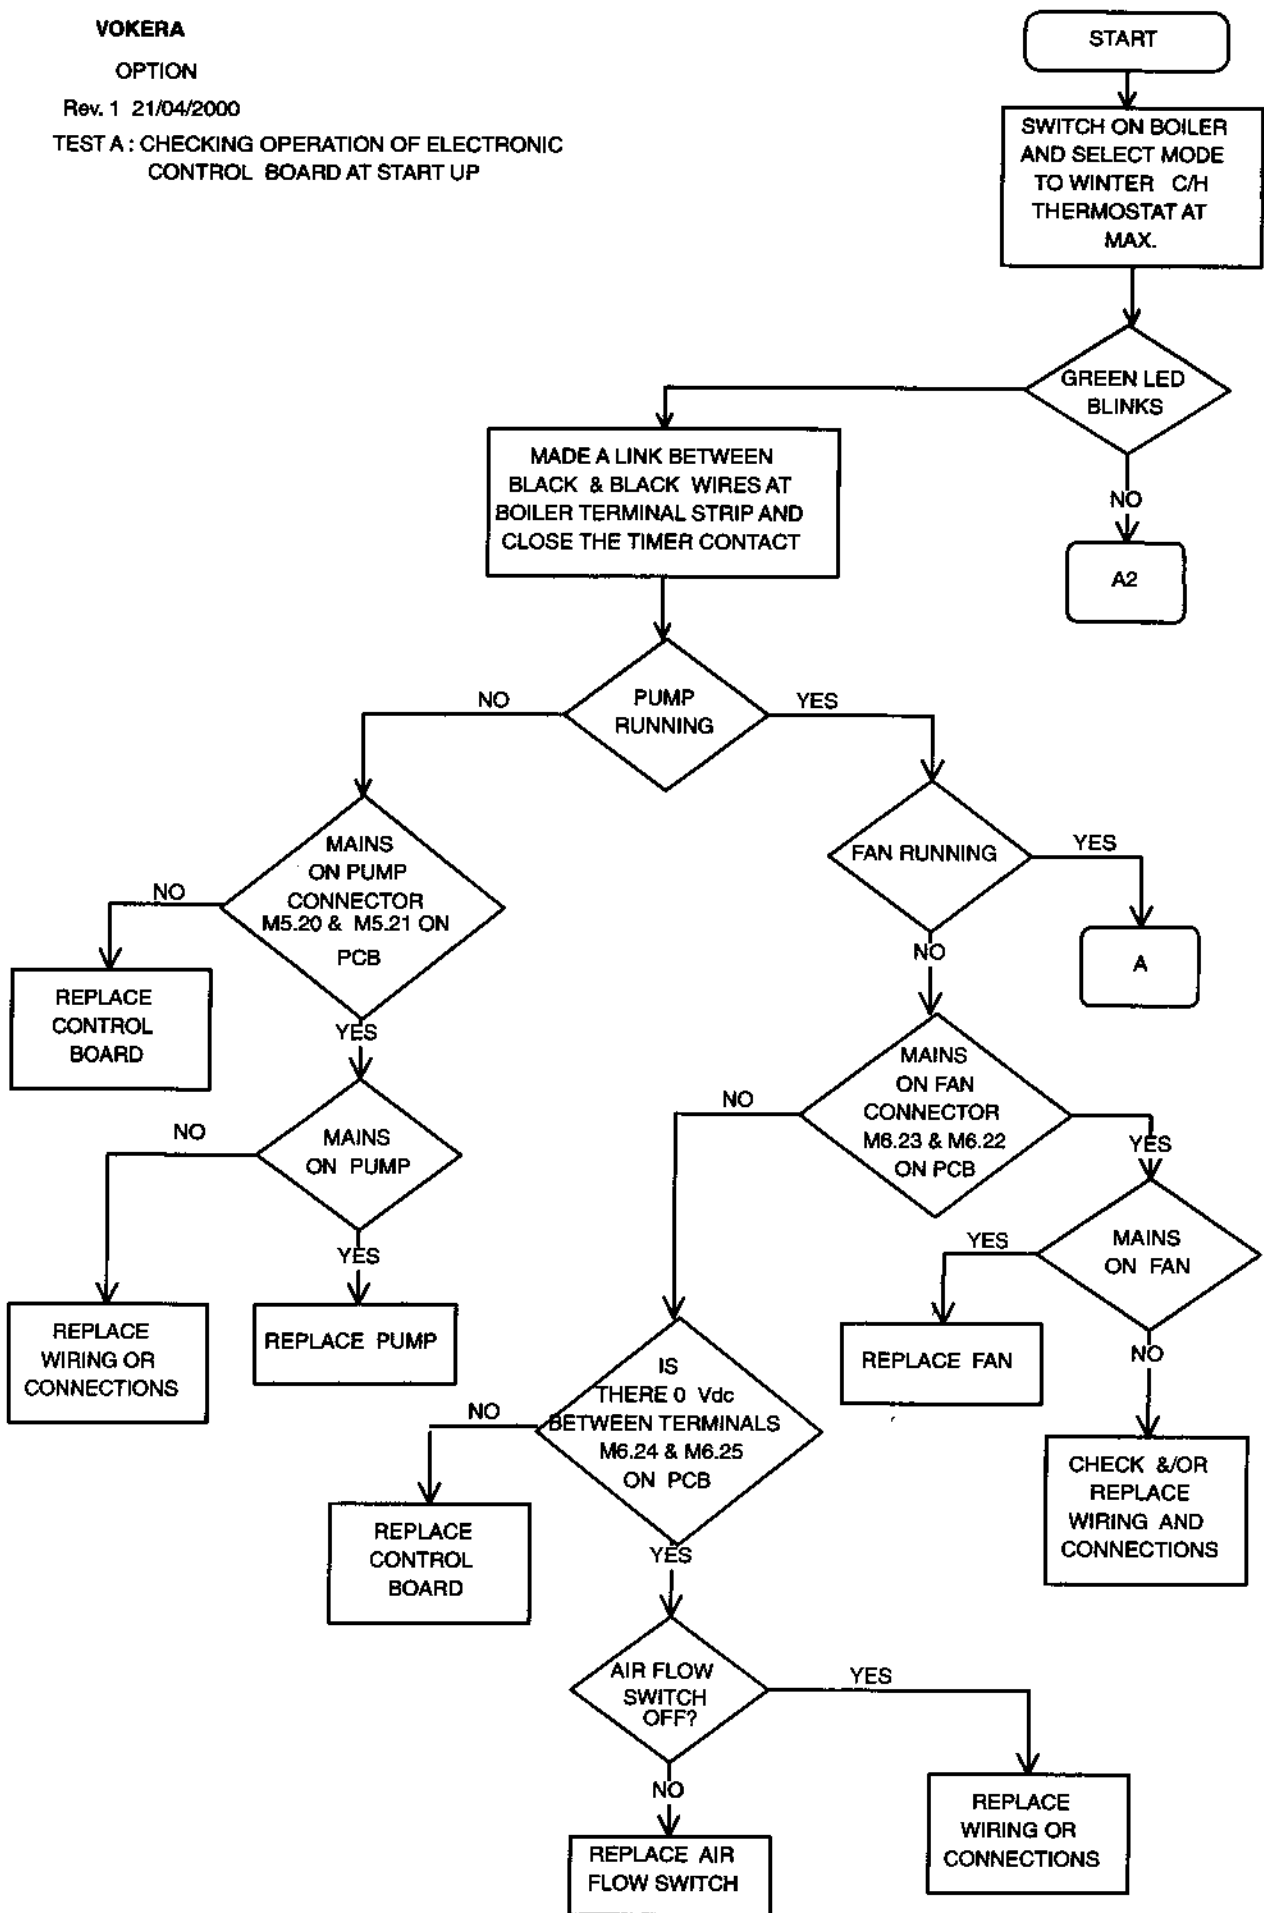 VOKERA
OPTION
Rev. 1 21/04/2000
TEST A : CHECKING OPERATION OF ELECTRONIC
CONTROL BOARD AT START UP
START
SWITCH ON BOILER
AND SELECT MODE
TO WINTER C/H
THERMOSTAT AT
MAX.
GREEN LED
BLINKS
NO
A2
MADE A LINK BETWEEN
BLACK & BLACK WIRES AT
BOILER TERMINAL STRIP AND
CLOSE THE TIMER CONTACT
PUMP
RUNNING
NO
YES
MAINS
ON PUMP
CONNECTOR
M5.20 & M5.21 ON
PCB
NO
REPLACE
CONTROL
BOARD
YES
MAINS
ON PUMP
NO
REPLACE
WIRING OR
CONNECTIONS
YES
REPLACE PUMP
FAN RUNNING
YES
A
NO
MAINS
ON FAN
CONNECTOR
M6.23 & M6.22
ON PCB
NO
YES
MAINS
ON FAN
YES
REPLACE FAN
NO
CHECK &/OR
REPLACE
WIRING AND
CONNECTIONS
IS
THERE 0 Vdc
BETWEEN TERMINALS
M6.24 & M6.25
ON PCB
NO
REPLACE
CONTROL
BOARD
YES
AIR FLOW
SWITCH
OFF?
YES
REPLACE
WIRING OR
CONNECTIONS
NO
REPLACE AIR
FLOW SWITCH